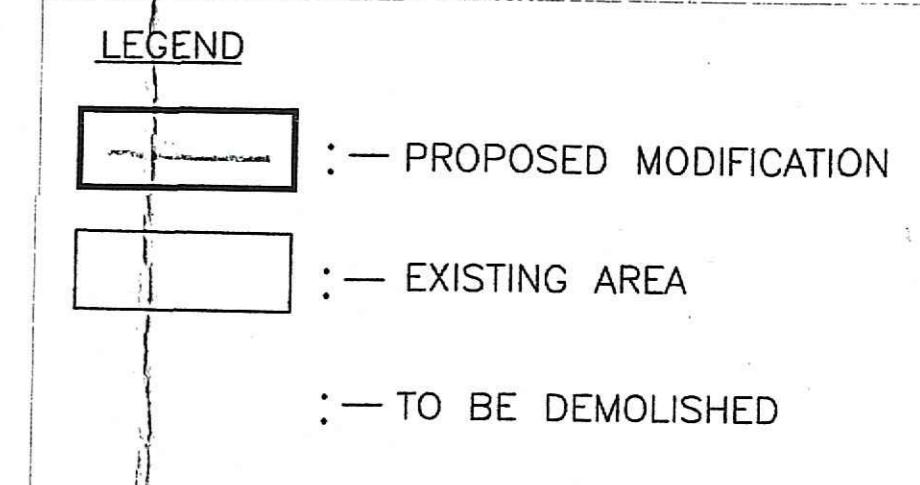 LEGEND
:— PROPOSED MODIFICATION
:— EXISTING AREA
:— TO BE DEMOLISHED